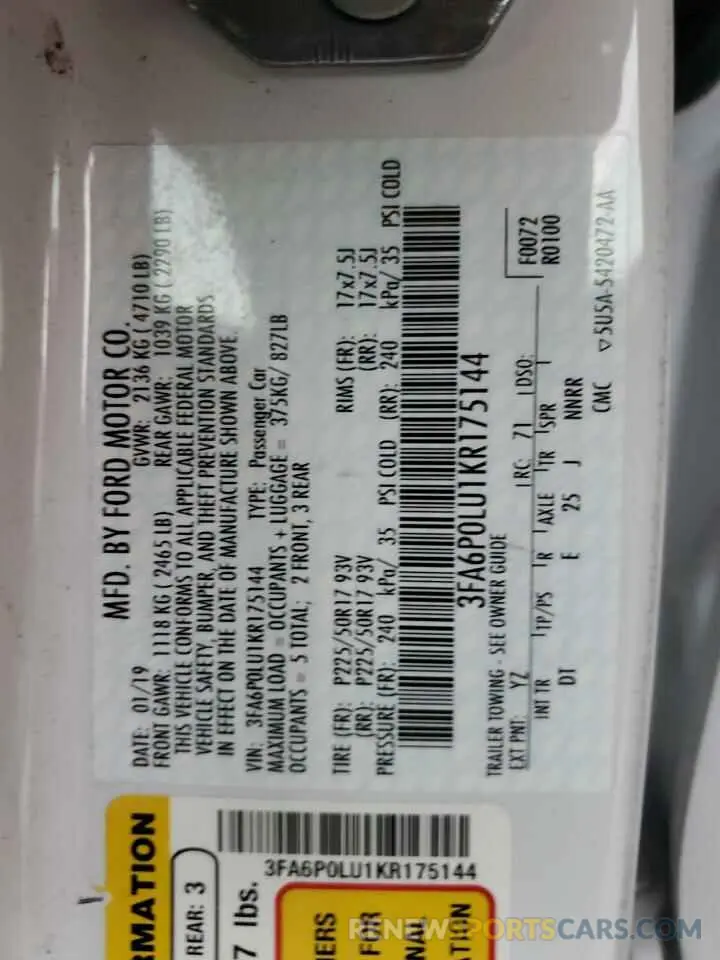 MFD. BY FORD MOTOR CO.
DATE: 01/19 GVWR: 2136 KG ( 4710 LB)
FRONT GAWR: 1118 KG ( 2465 LB) REAR GAWR: 1039 KG ( 2290 LB)
THIS VEHICLE CONFORMS TO ALL APPLICABLE FEDERAL MOTOR
VEHICLE SAFETY, BUMPER, AND THEFT PREVENTION STANDARDS
IN EFFECT ON THE DATE OF MANUFACTURE SHOWN ABOVE
VIN: 3FA6P0LU1KR175144 TYPE: Passenger Car
MAXIMUM LOAD = OCCUPANTS + LUGGAGE = 375KG/ 827LB
OCCUPANTS = 5 TOTAL: 2 FRONT, 3 REAR
TIRE (FR): P225/50R17 93V RIMS (FR): 17x7.5J
(RR): P225/50R17 93V (RR): 17x7.5J
PRESSURE (FR): 240 kPa/ 35 PSI COLD (RR): 240 kPa/ 35 PSI COLD
3FA6P0LU1KR175144
TRAILER TOWING - SEE OWNER GUIDE
F0072
EXT PNT: YZ RC: 71 DSO: R0100
INT TR TP/PS R AXLE TR SPR
DT E 25 J NNRR
CMC ▽5U5A-5420472-AA
RMATION
REAR: 3
7 lbs.
3FA6P0LU1KR175144
ERS
FOR
NAL
ATION
RENEWSPORTSCARS.COM